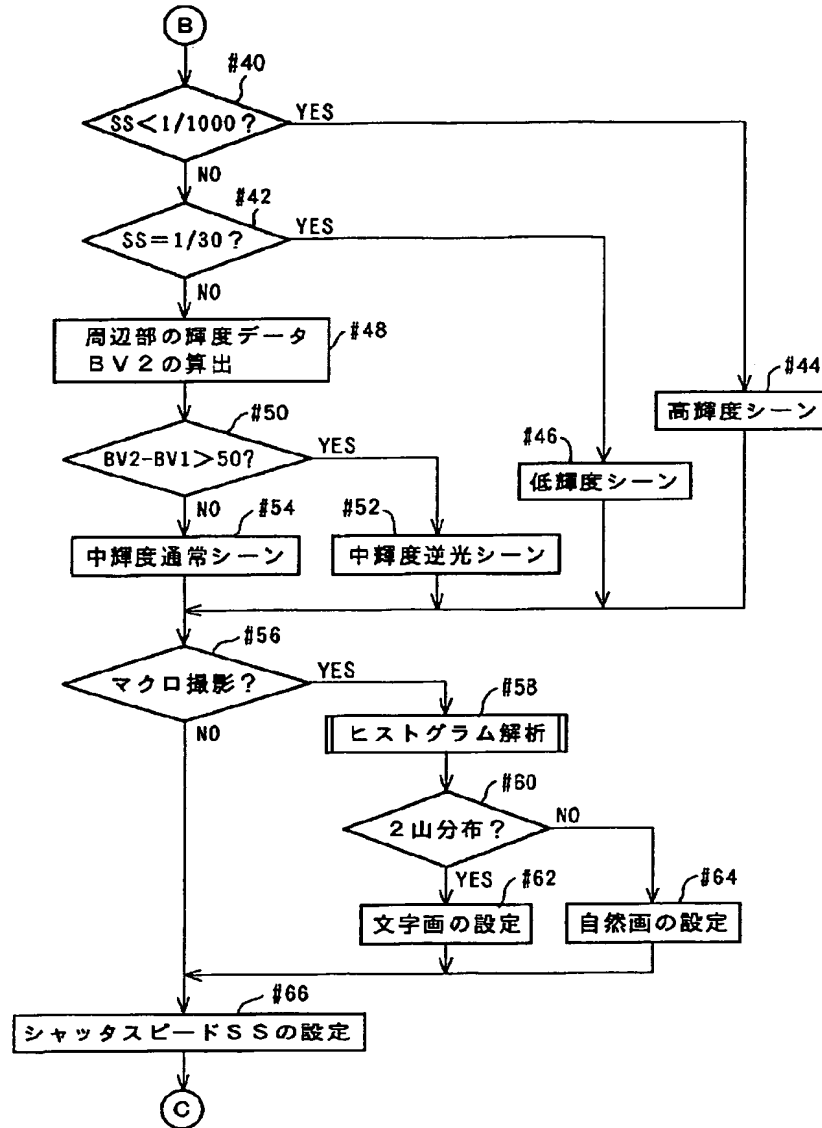 B
#40
SS<1/1000?
YES
NO
#42
SS=1/30?
YES
NO
周辺部の輝度データ
BV2の算出
#48
#44
高輝度シーン
#50
BV2-BV1>50?
YES
NO
#46
低輝度シーン
#54
中輝度通常シーン
#52
中輝度逆光シーン
#56
マクロ撮影?
YES
NO
#58
ヒストグラム解析
#60
2山分布?
NO
YES
#62
文字画の設定
#64
自然画の設定
#66
シャッタスピードSSの設定
C